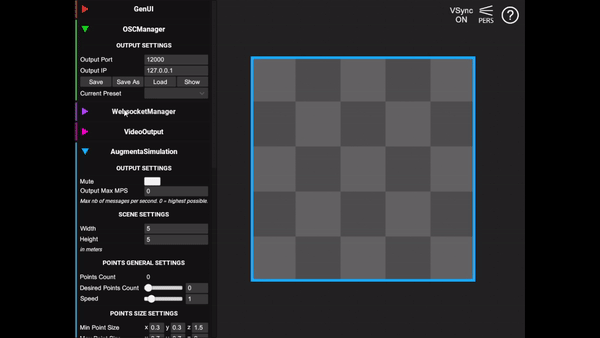 GenUI
VSync ON
PERS
?
OSCManager
OUTPUT SETTINGS
Output Port 12000
Output IP 127.0.0.1
Save Save As Load Show
Current Preset
WebsocketManager
VideoOutput
AugmentaSimulation
OUTPUT SETTINGS
Mute
Output Max MPS 0
Max nb of messages per second. 0 = highest possible.
SCENE SETTINGS
Width 5
Height 5
in meters
POINTS GENERAL SETTINGS
Points Count 0
Desired Points Count 0
Speed 1
POINTS SIZE SETTINGS
Min Point Size x 0.3 y 0.3 z 1.5